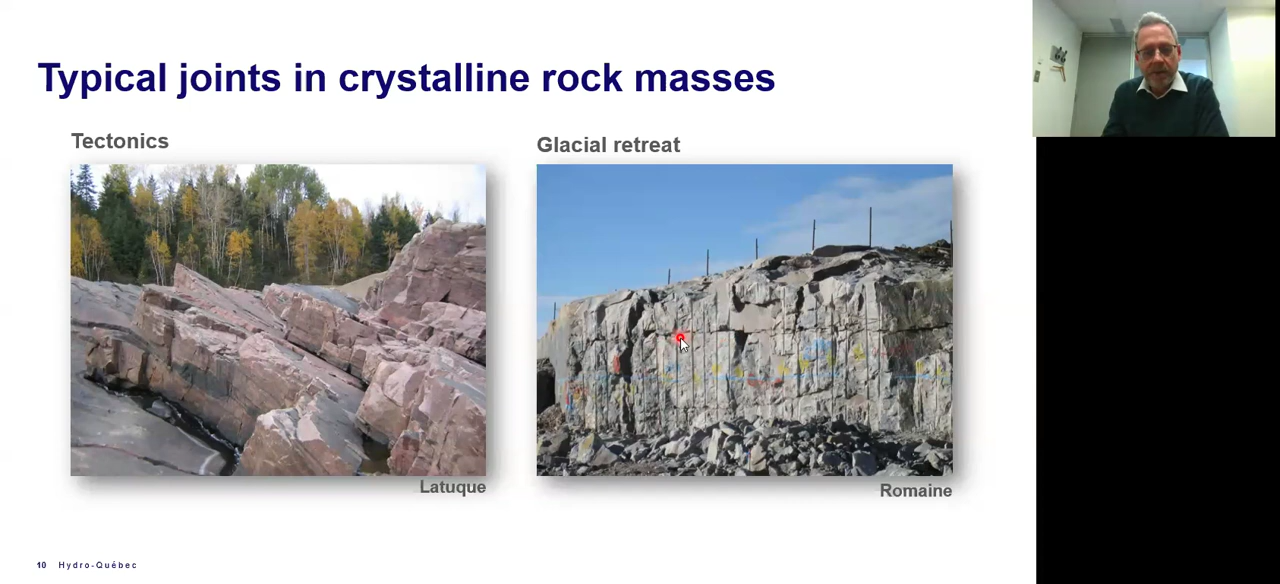 Typical joints in crystalline rock masses
Tectonics
Glacial retreat
Latuque
Romaine
10 Hydro-Québec